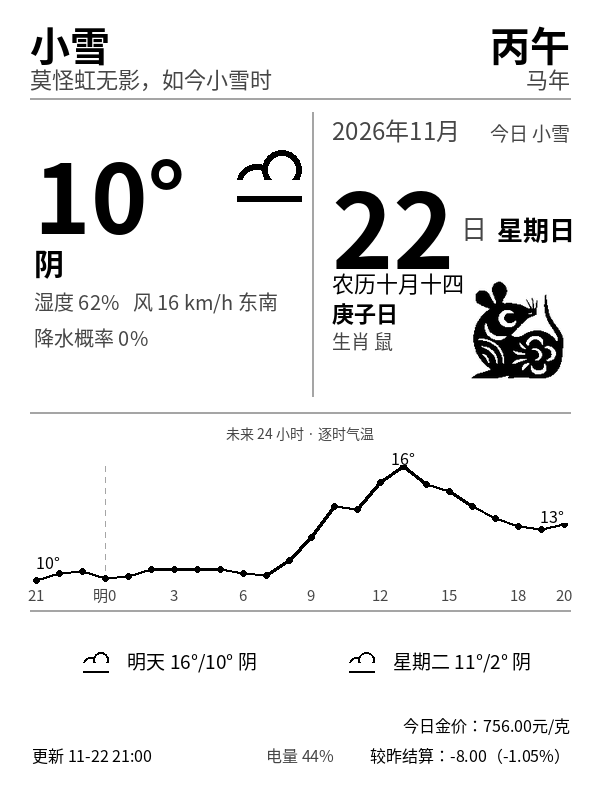 小雪
丙午
莫怪虹无影，如今小雪时
马年
2026年11月
今日 小雪
10°
22
日
星期日
阴
农历十月十四
湿度 62% 风 16 km/h 东南
庚子日
降水概率 0%
生肖 鼠
未来 24 小时 · 逐时气温
16°
13°
10°
21 明0 3 6 9 12 15 18 20
明天 16°/10° 阴
星期二 11°/2° 阴
今日金价：756.00元/克
更新 11-22 21:00
电量 44%
较昨结算：-8.00（-1.05%）